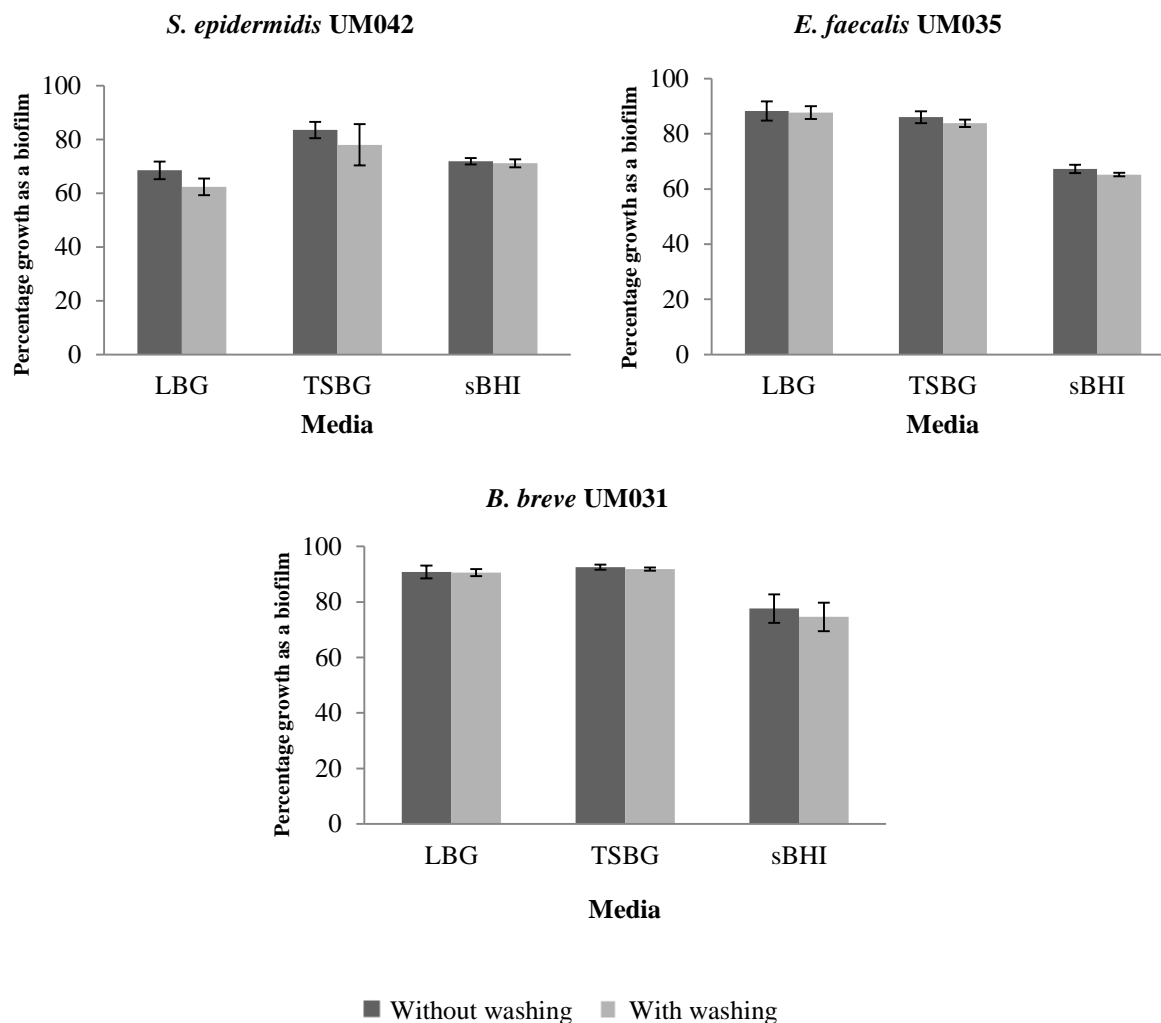 S. epidermidis UM042
Percentage growth as a biofilm
100
80
60
40
20
0
LBG TSBG sBHI
Media
E. faecalis UM035
Percentage growth as a biofilm
100
80
60
40
20
0
LBG TSBG sBHI
Media
B. breve UM031
Percentage growth as a biofilm
100
80
60
40
20
0
LBG TSBG sBHI
Media
Without washing With washing